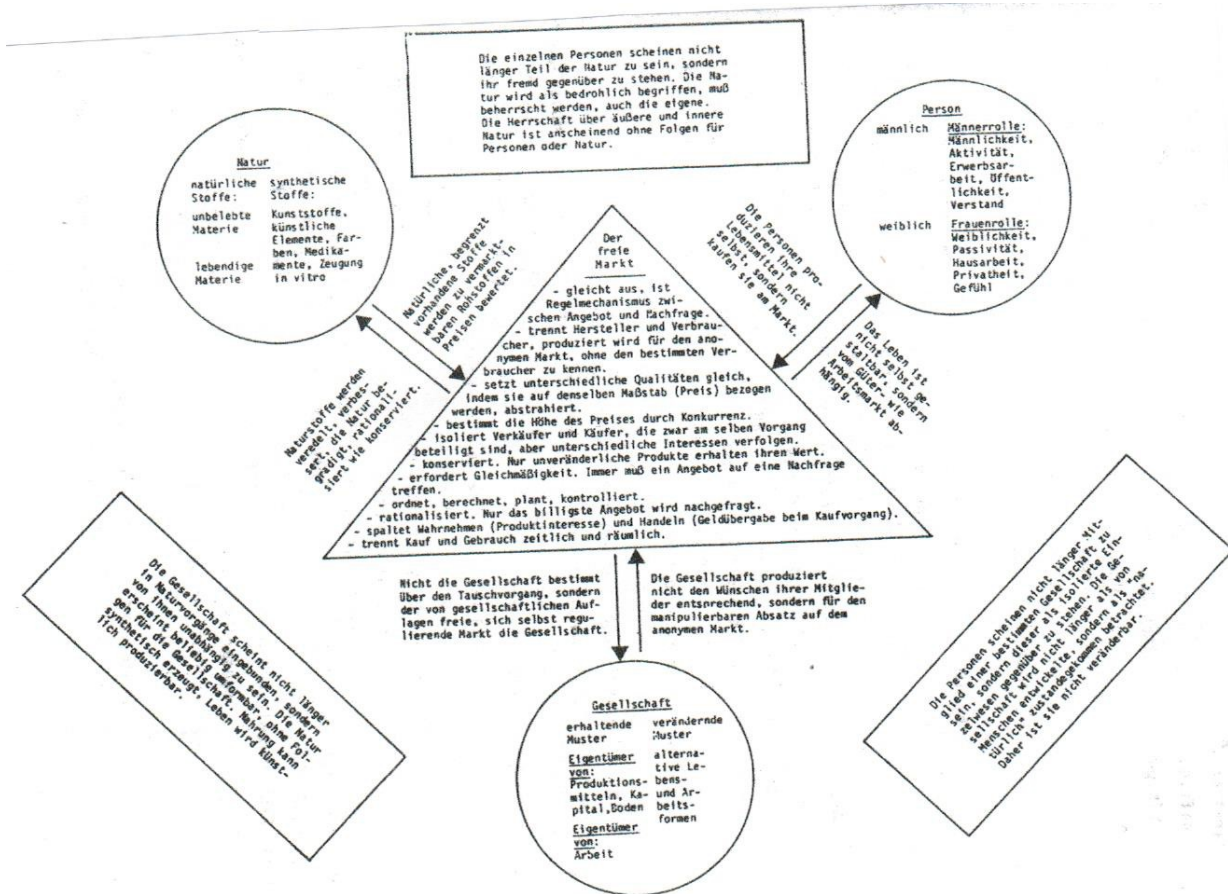 Die einzelnen Personen scheinen nicht
länger Teil der Natur zu sein, sondern
ihr fremd gegenüber zu stehen. Die Na-
tur wird als bedrohlich begriffen, muß
beherrscht werden, auch die eigene.
Die Herrschaft über äußere und innere
Natur ist anscheinend ohne Folgen für
Personen oder Natur.
Natur
natürliche synthetische
Stoffe: Stoffe:
unbelebte Kunststoffe,
Materie künstliche
Elemente, Far-
ben, Medika-
lebendige mente, Zeugung
Materie in vitro
Person
männlich Männerrolle:
Männlichkeit,
Aktivität,
Erwerbsar-
beit, Öffent-
lichkeit,
Verstand
weiblich Frauenrolle:
Weiblichkeit,
Passivität,
Hausarbeit,
Privatheit,
Gefühl
Natürliche, begrenzt
vorhandene Stoffe
werden zu vermarkt-
baren Rohstoffen in
Preisen bewertet.
Naturstoffe werden
veredelt, verbes-
sert, die Natur be-
gradigt, rationali-
siert wie konserviert.
Die Personen pro-
duzieren ihre
Lebensmittel nicht
selbst, sondern
kaufen sie am Markt.
Das Leben ist
nicht selbst ge-
staltbar, sondern
vom Güter- wie
Arbeitsmarkt ab-
hängig.
Der
freie
Markt
- gleicht aus, ist
Regelmechanismus zwi-
schen Angebot und Nachfrage.
- trennt Hersteller und Verbrau-
cher, produziert wird für den ano-
nymen Markt, ohne den bestimmten Ver-
braucher zu kennen.
- setzt unterschiedliche Qualitäten gleich,
indem sie auf denselben Maßstab (Preis) bezogen
werden, abstrahiert.
- bestimmt die Höhe des Preises durch Konkurrenz.
- isoliert Verkäufer und Käufer, die zwar am selben Vorgang
beteiligt sind, aber unterschiedliche Interessen verfolgen.
- konserviert. Nur unveränderliche Produkte erhalten ihren Wert.
- erfordert Gleichmäßigkeit. Immer muß ein Angebot auf eine Nachfrage
treffen.
- ordnet, berechnet, plant, kontrolliert.
- rationalisiert. Nur das billigste Angebot wird nachgefragt.
- spaltet Wahrnehmen (Produktinteresse) und Handeln (Geldübergabe beim Kaufvorgang).
- trennt Kauf und Gebrauch zeitlich und räumlich.
Nicht die Gesellschaft bestimmt
über den Tauschvorgang, sondern
der von gesellschaftlichen Auf-
lagen freie, sich selbst regu-
lierende Markt die Gesellschaft.
Die Gesellschaft produziert
nicht den Wünschen ihrer Mitglie-
der entsprechend, sondern für den
manipulierbaren Absatz auf dem
anonymen Markt.
Die Gesellschaft scheint nicht länger
in Naturvorgänge eingebunden, sondern
von ihnen unabhängig zu sein. Die Natur
erscheint beliebig umformbar, ohne Fol-
gen für die Gesellschaft. Nahrung kann
synthetisch erzeugt, Leben wird künst-
lich produzierbar.
Die Personen scheinen nicht länger Mit-
glied einer bestimmten Gesellschaft zu
sein, sondern dieser als isolierte Ein-
zelwesen gegenüber zu stehen. Die Ge-
sellschaft wird nicht länger als von
Menschen entwickelte, sondern als "na-
türlich" zustandegekommen betrachtet.
Daher ist sie nicht veränderbar.
Gesellschaft
erhaltende verändernde
Muster Muster
Eigentümer alterna-
von: tive Le-
Produktions- bens-
mitteln, Ka- und Ar-
pital,Boden beits-
formen
Eigentümer
von:
Arbeit